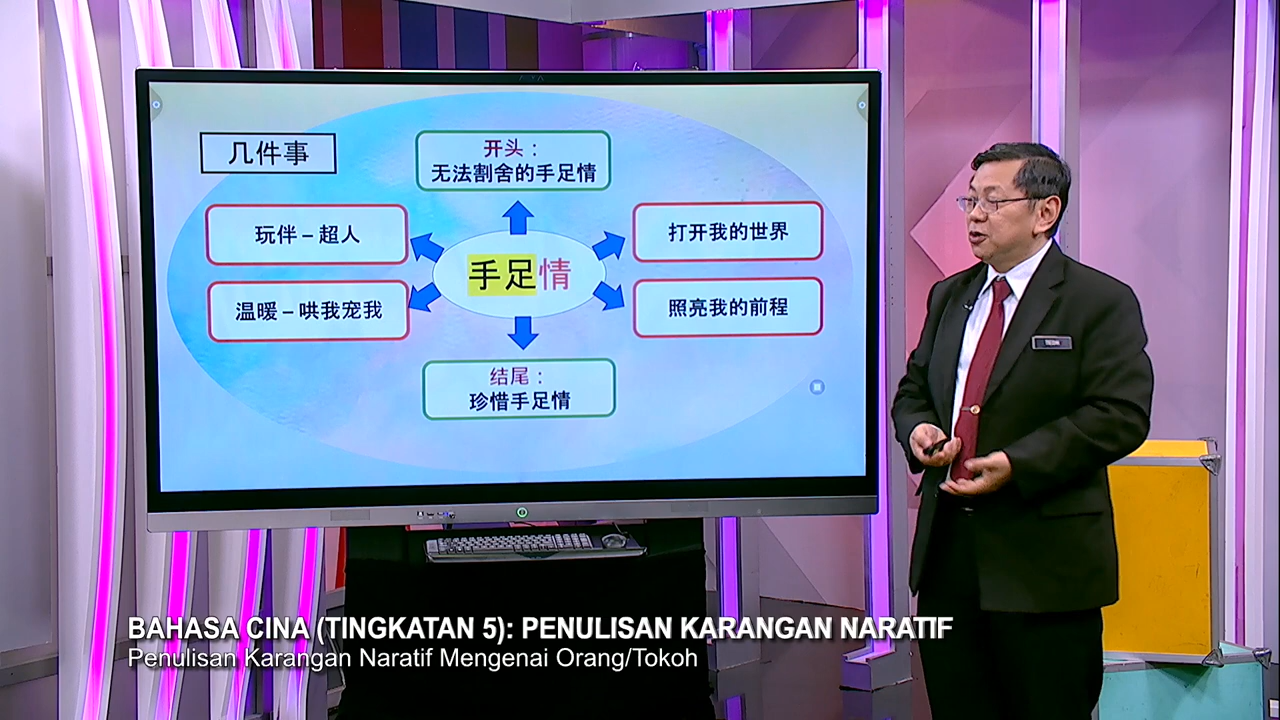 几件事
开头：
无法割舍的手足情
玩伴 – 超人
打开我的世界
手足情
温暖 – 哄我宠我
照亮我的前程
结尾：
珍惜手足情
BAHASA CINA (TINGKATAN 5): PENULISAN KARANGAN NARATIF
Penulisan Karangan Naratif Mengenai Orang/Tokoh